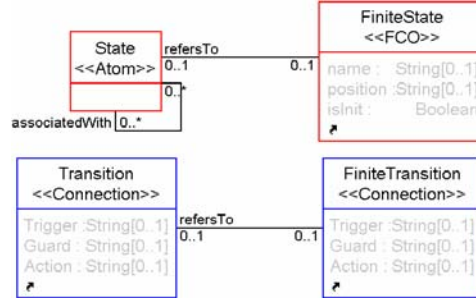 FiniteState
<<FCO>>
State
<<Atom>>
refersTo
0..1
0..1
name : String[0..1]
position :String[0..1]
isInit : Boolean
0..*
associatedWith
0..*
Transition
<<Connection>>
FiniteTransition
<<Connection>>
Trigger :String[0..1]
Guard : String[0..1]
Action : String[0..1]
refersTo
0..1
0..1
Trigger :String[0..1]
Guard : String[0..1]
Action : String[0..1]